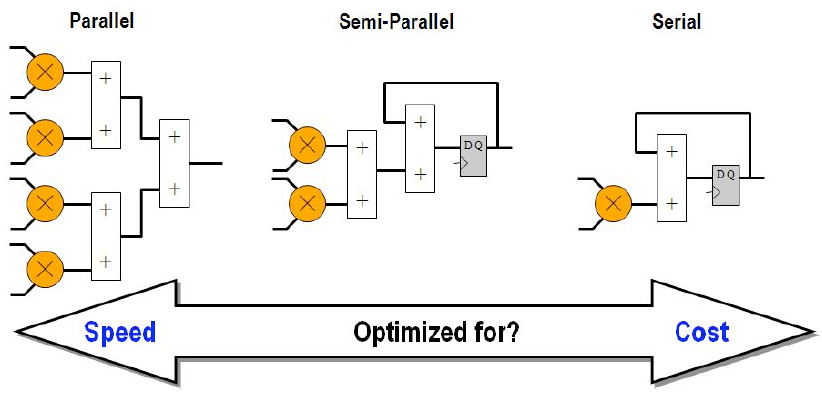 Parallel
Semi-Parallel
Serial
+
+
+
+
+
+
+
+
+
+
D Q
+
+
D Q
Speed
Optimized for?
Cost